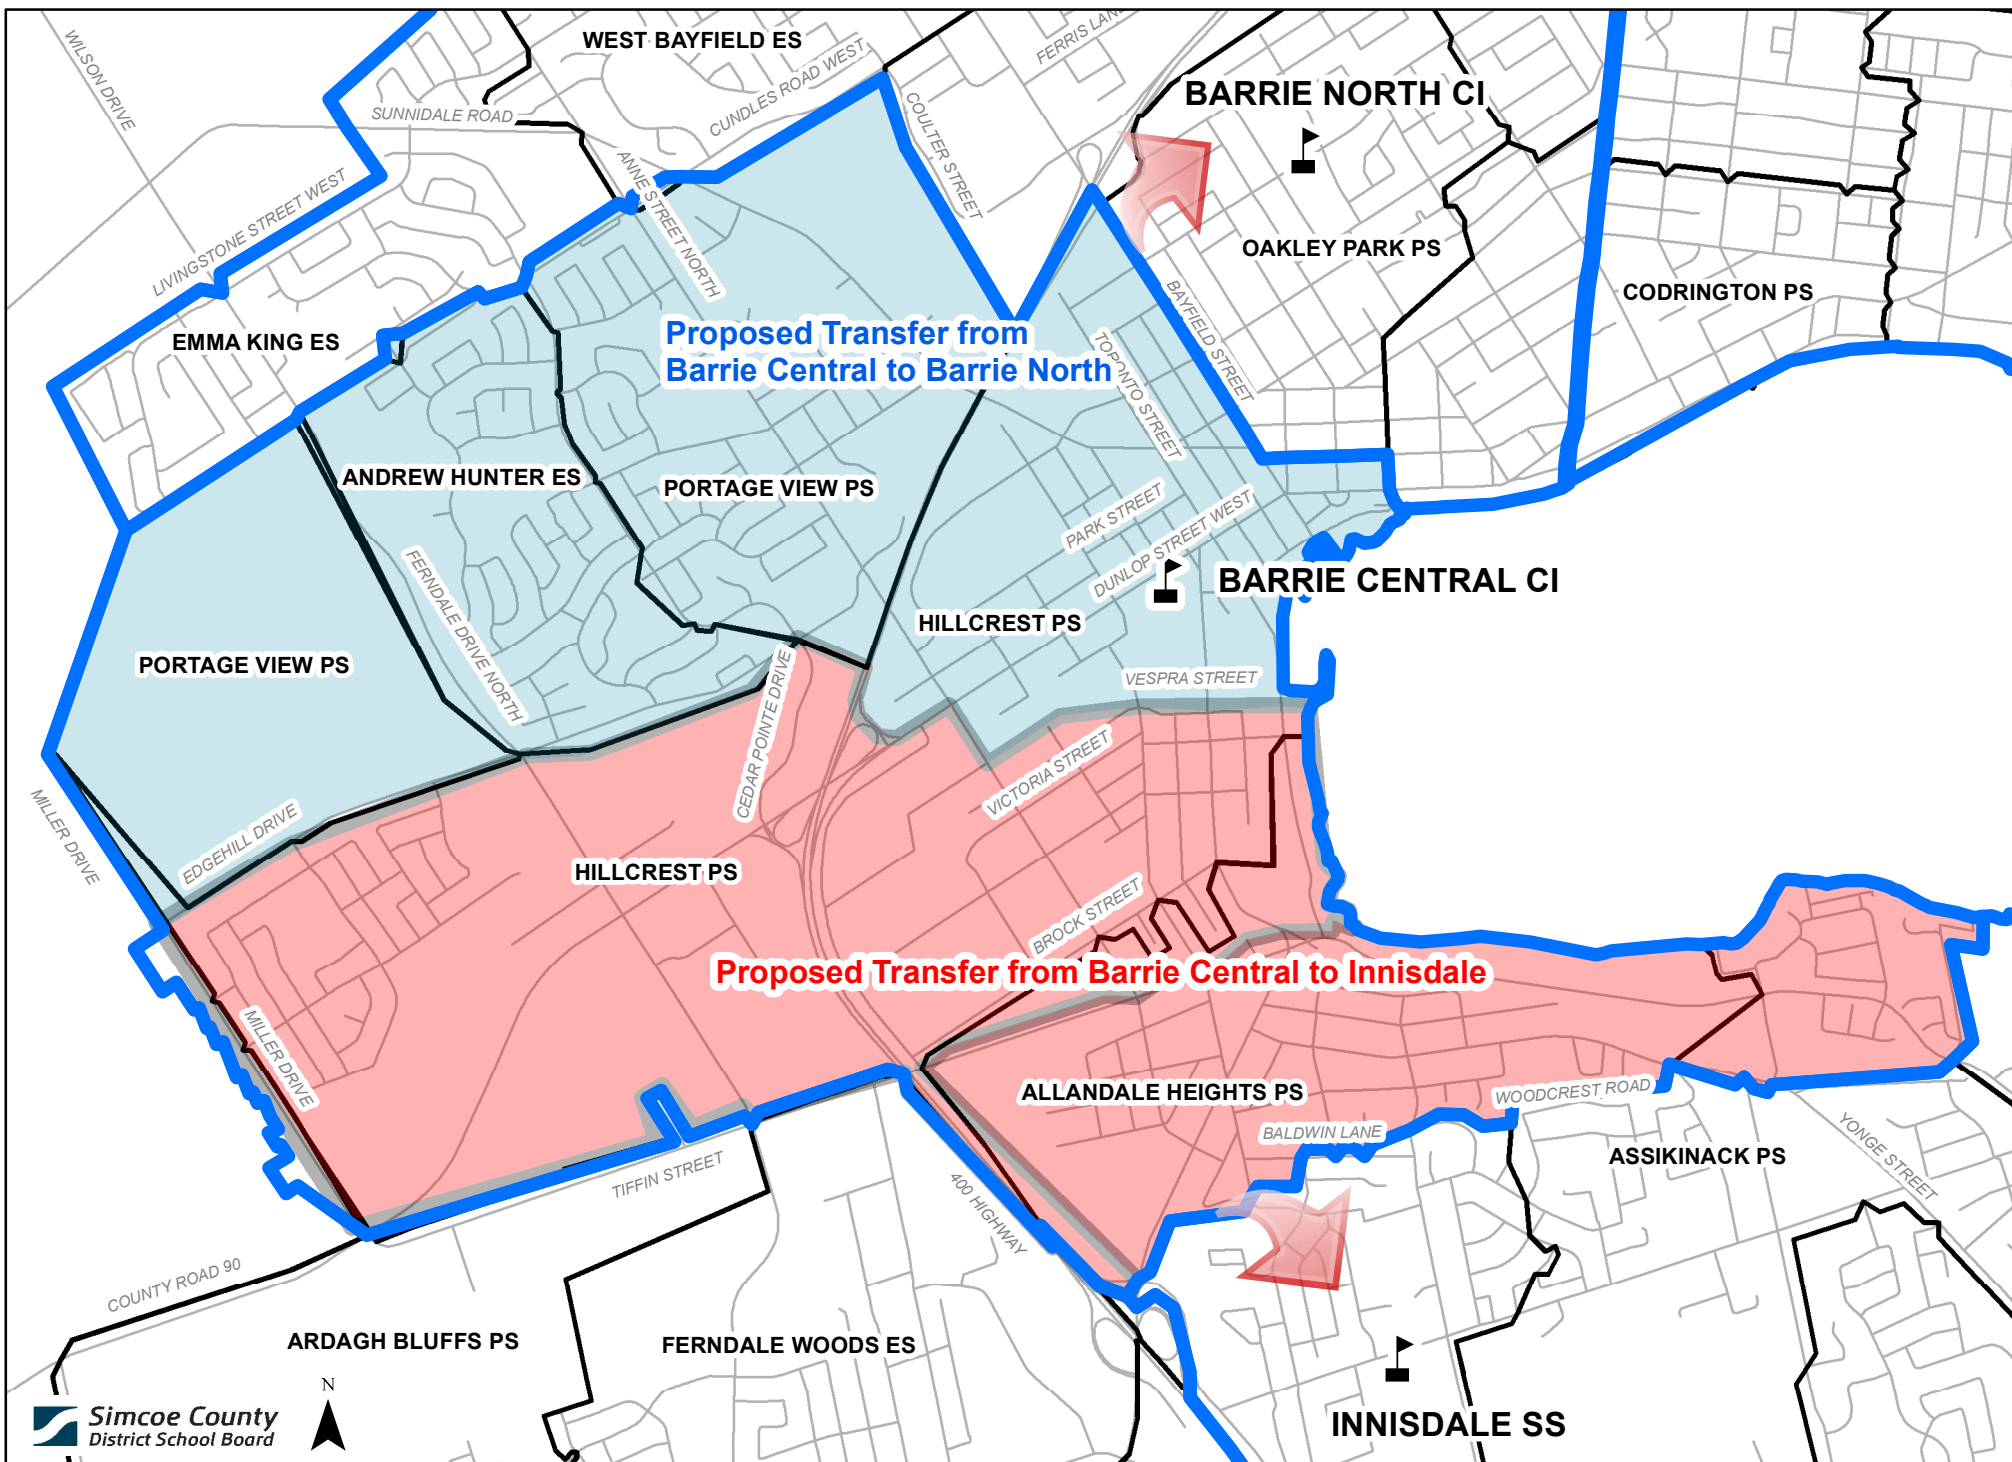 WILSON DRIVE
WEST BAYFIELD ES
FERRIS LANE
SUNNIDALE ROAD
CUNDLES ROAD WEST
COULTER STREET
BARRIE NORTH CI
LIVINGSTONE STREET WEST
ANNE STREET NORTH
OAKLEY PARK PS
CODRINGTON PS
EMMA KING ES
Proposed Transfer from
Barrie Central to Barrie North
BAYFIELD STREET
TORONTO STREET
ANDREW HUNTER ES
PORTAGE VIEW PS
PARK STREET
DUNLOP STREET WEST
BARRIE CENTRAL CI
FERNDALE DRIVE NORTH
HILLCREST PS
PORTAGE VIEW PS
VESPRA STREET
CEDAR POINTE DRIVE
VICTORIA STREET
MILLER DRIVE
EDGEHILL DRIVE
HILLCREST PS
BROCK STREET
Proposed Transfer from Barrie Central to Innisdale
MILLER DRIVE
ALLANDALE HEIGHTS PS
WOODCREST ROAD
BALDWIN LANE
ASSIKINACK PS
YONGE STREET
TIFFIN STREET
400 HIGHWAY
COUNTY ROAD 90
ARDAGH BLUFFS PS
FERNDALE WOODS ES
N
Simcoe County
District School Board
INNISDALE SS